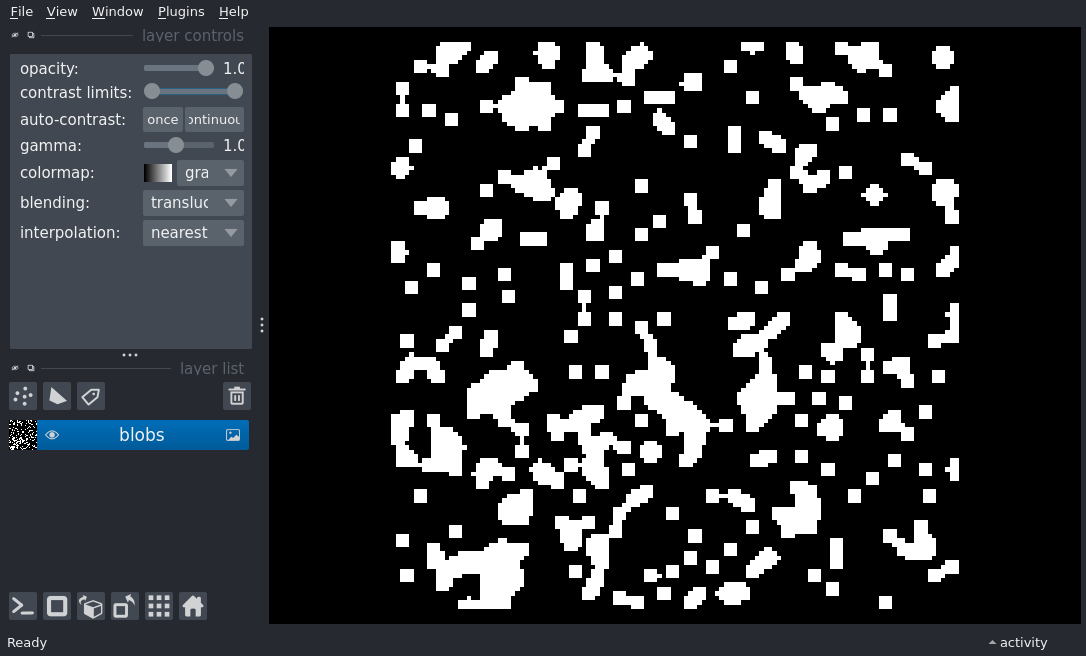 File View Window Plugins Help
layer controls
opacity: 1.0
contrast limits:
auto-contrast: once ontinuou
gamma: 1.0
colormap: gra
blending: transluc
interpolation: nearest
layer list
blobs
Ready
activity